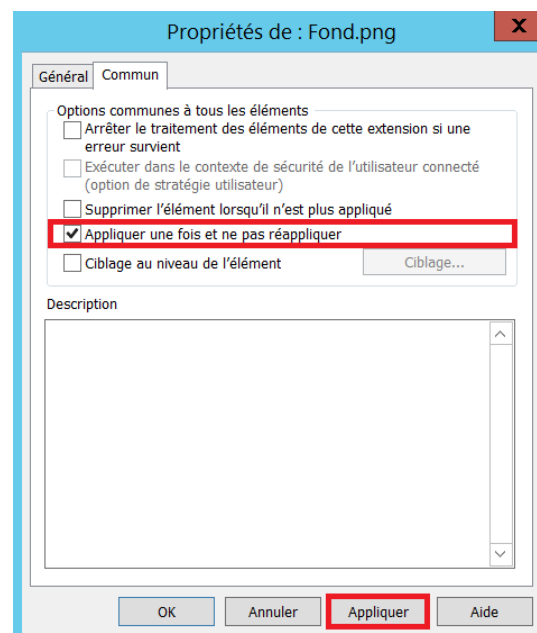 Propriétés de : Fond.png
X
Général Commun
Options communes à tous les éléments
Arrêter le traitement des éléments de cette extension si une
erreur survient
Exécuter dans le contexte de sécurité de l'utilisateur connecté
(option de stratégie utilisateur)
Supprimer l'élément lorsqu'il n'est plus appliqué
Appliquer une fois et ne pas réappliquer
Ciblage au niveau de l'élément Ciblage...
Description
OK Annuler Appliquer Aide